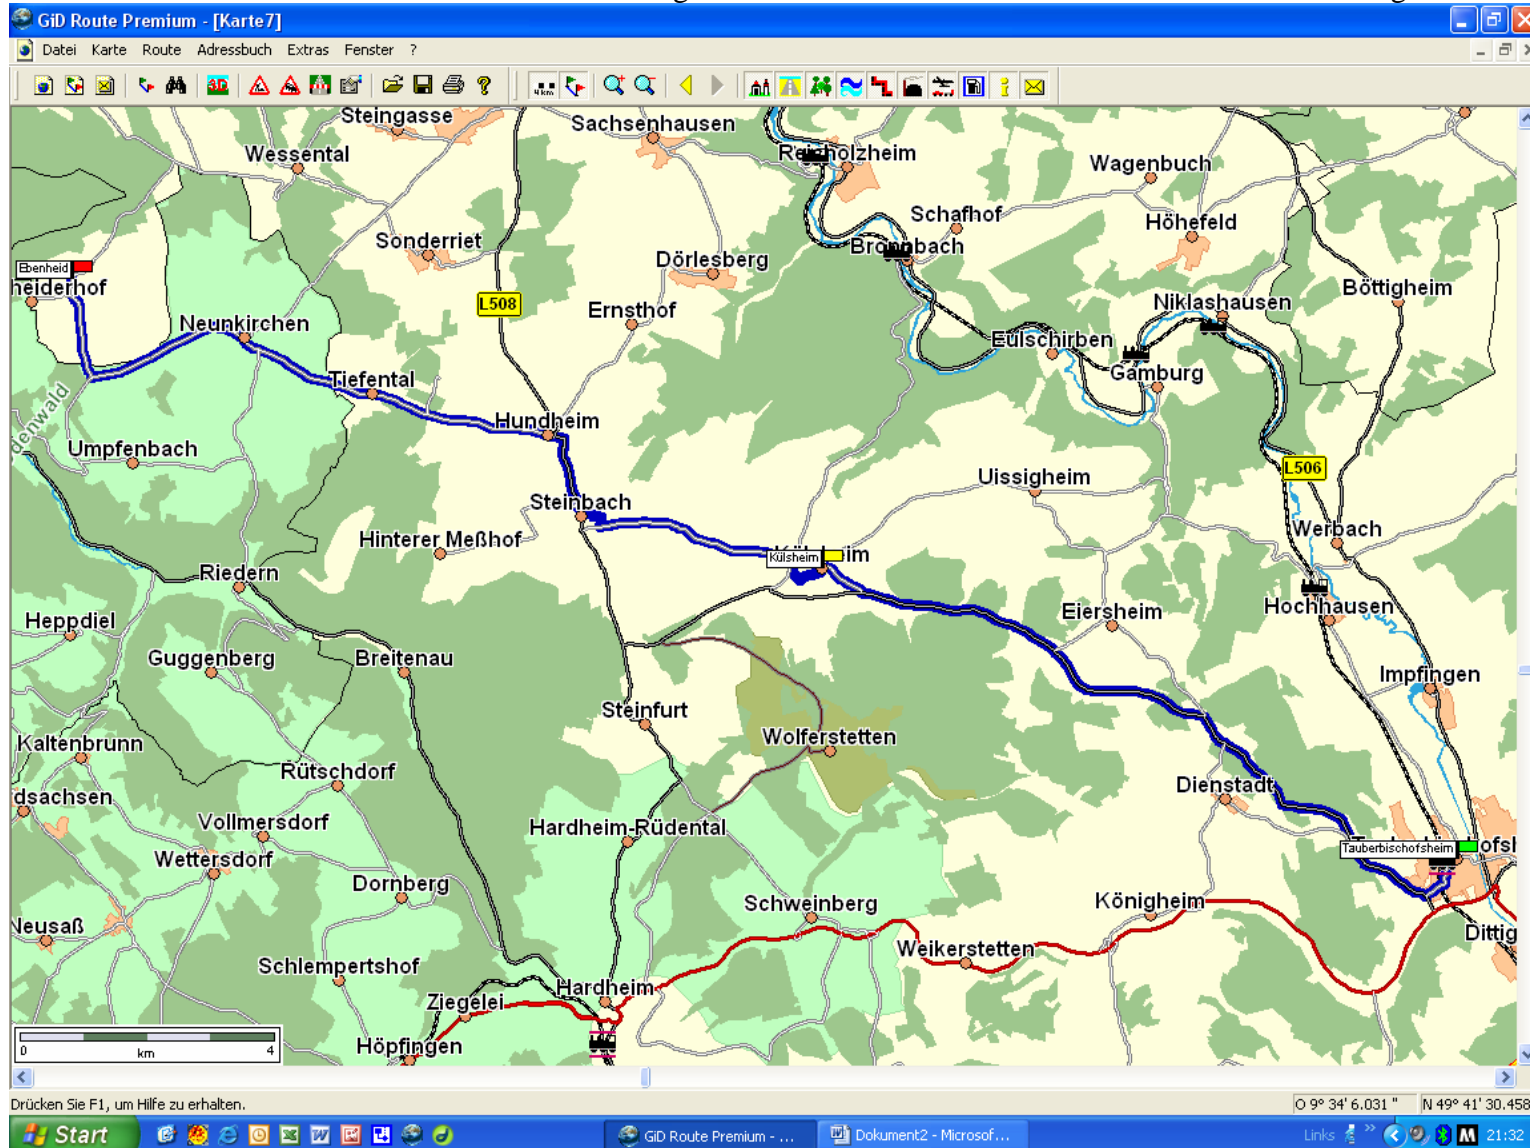 GiD Route Premium - [Karte7]
Datei Karte Route Adressbuch Extras Fenster ?
3D
4 km
Steingasse
Sachsenhausen
Wessental
Reicholzheim
Wagenbuch
Schafhof
Höhefeld
Sonderriet
Bronnbach
Dörlesberg
Ebenheid
heiderhof
Böttigheim
L508
Niklashausen
Ernsthof
Neunkirchen
Eulschirben
Gamburg
Tiefental
denwald
Hundheim
Umpfenbach
L506
Uissigheim
Steinbach
Werbach
Hinterer Meßhof
Külsheim
Riedern
Hochhausen
Eiersheim
Heppdiel
Guggenberg
Breitenau
Impfingen
Steinfurt
Wolferstetten
Kaltenbrunn
Rütschdorf
Dienstadt
dsachsen
Vollmersdorf
Hardheim-Rüdental
Tauberbischofsheim
Wettersdorf
Dornberg
Schweinberg
Königheim
Neusaß
Dittig
Weikerstetten
Schlempertshof
Hardheim
Ziegelei
Höpfingen
0 km 4
Drücken Sie F1, um Hilfe zu erhalten.
O 9° 34' 6.031 " N 49° 41' 30.458
Start
GiD Route Premium - ...
Dokument2 - Microsof...
Links
21:32